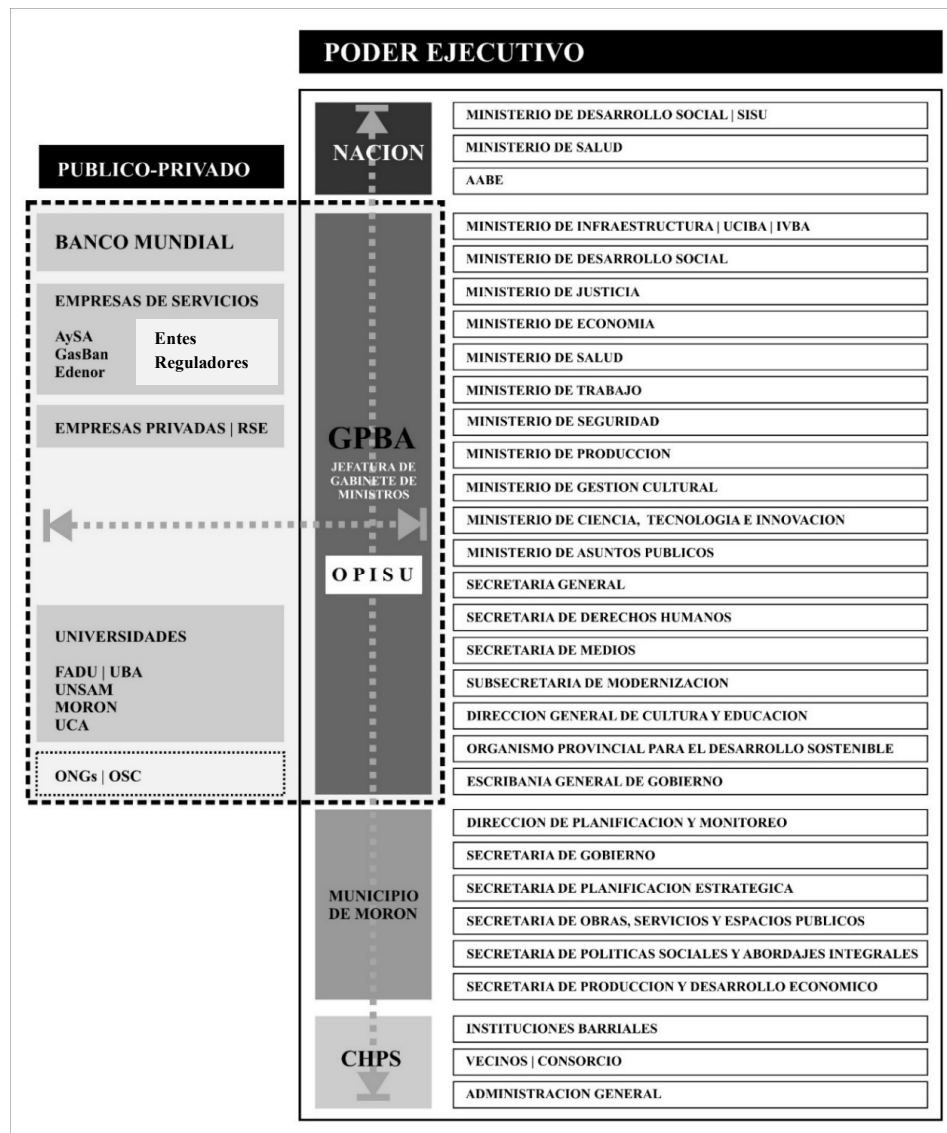 PODER EJECUTIVO
PUBLICO-PRIVADO
BANCO MUNDIAL
EMPRESAS DE SERVICIOS
AySA
GasBan
Edenor
Entes
Reguladores
EMPRESAS PRIVADAS | RSE
UNIVERSIDADES
FADU | UBA
UNSAM
MORON
UCA
ONGs | OSC
NACION
MINISTERIO DE DESARROLLO SOCIAL | SISU
MINISTERIO DE SALUD
AABE
GPBA
JEFATURA DE
GABINETE DE
MINISTROS
OPISU
MINISTERIO DE INFRAESTRUCTURA | UCIBA | IVBA
MINISTERIO DE DESARROLLO SOCIAL
MINISTERIO DE JUSTICIA
MINISTERIO DE ECONOMIA
MINISTERIO DE SALUD
MINISTERIO DE TRABAJO
MINISTERIO DE SEGURIDAD
MINISTERIO DE PRODUCCION
MINISTERIO DE GESTION CULTURAL
MINISTERIO DE CIENCIA, TECNOLOGIA E INNOVACION
MINISTERIO DE ASUNTOS PUBLICOS
SECRETARIA GENERAL
SECRETARIA DE DERECHOS HUMANOS
SECRETARIA DE MEDIOS
SUBSECRETARIA DE MODERNIZACION
DIRECCION GENERAL DE CULTURA Y EDUCACION
ORGANISMO PROVINCIAL PARA EL DESARROLLO SOSTENIBLE
ESCRIBANIA GENERAL DE GOBIERNO
MUNICIPIO
DE MORON
DIRECCION DE PLANIFICACION Y MONITOREO
SECRETARIA DE GOBIERNO
SECRETARIA DE PLANIFICACION ESTRATEGICA
SECRETARIA DE OBRAS, SERVICIOS Y ESPACIOS PUBLICOS
SECRETARIA DE POLITICAS SOCIALES Y ABORDAJES INTEGRALES
SECRETARIA DE PRODUCCION Y DESARROLLO ECONOMICO
CHPS
INSTITUCIONES BARRIALES
VECINOS | CONSORCIO
ADMINISTRACION GENERAL